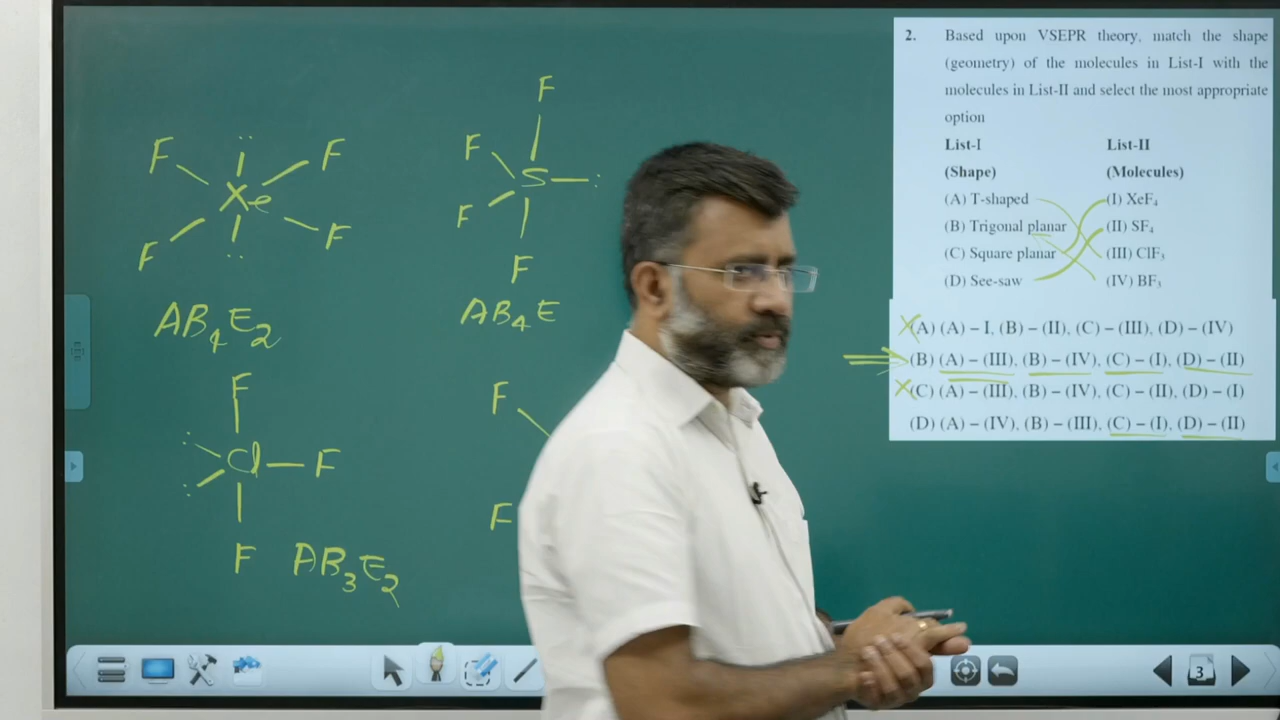 2. Based upon VSEPR theory, match the shape
(geometry) of the molecules in List-I with the
molecules in List-II and select the most appropriate
option
List-I List-II
(Shape) (Molecules)
(A) T-shaped (I) XeF₄
(B) Trigonal planar (II) SF₄
(C) Square planar (III) ClF₃
(D) See-saw (IV) BF₃
(A) (A) – I, (B) – (II), (C) – (III), (D) – (IV)
(B) (A) – (III), (B) – (IV), (C) – (I), (D) – (II)
(C) (A) – (III), (B) – (IV), (C) – (II), (D) – (I)
(D) (A) – (IV), (B) – (III), (C) – (I), (D) – (II)
F F
Xe
F F
AB₄E₂
F
F
S
F
F
AB₄E
F
Cl F
F
AB₃E₂
F
F
3